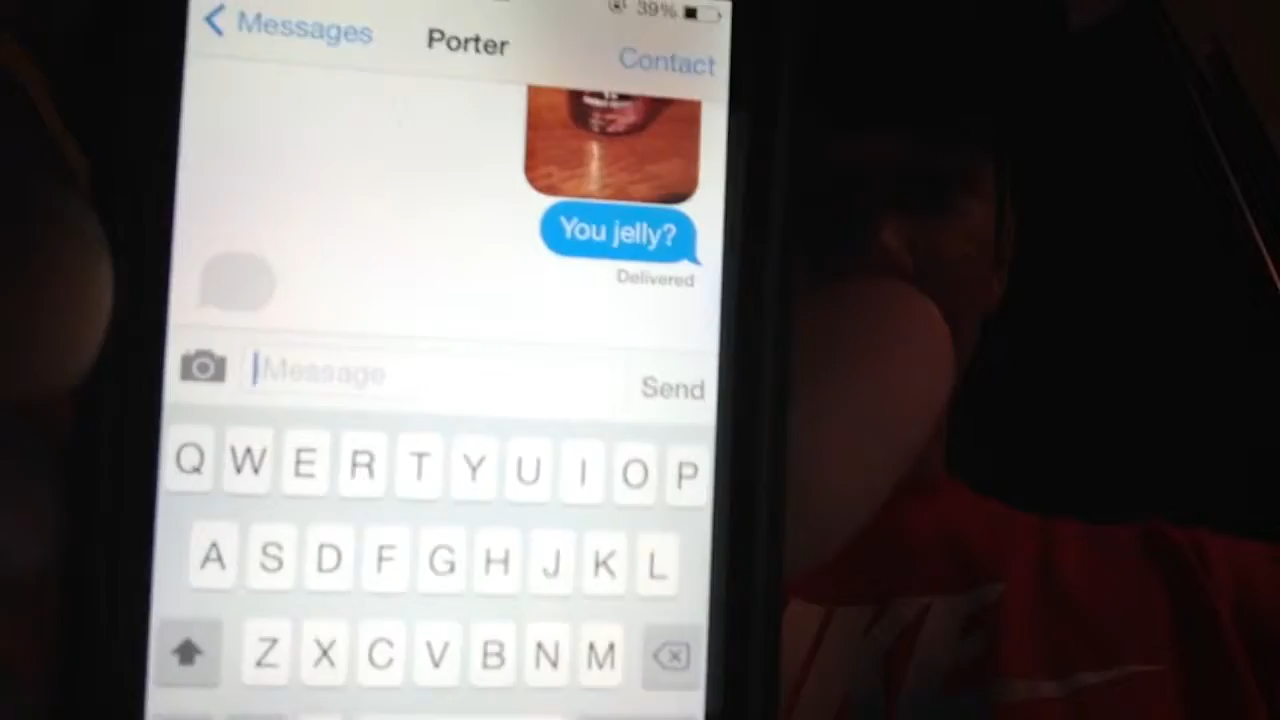 39%
Messages Porter Contact
You jelly?
Delivered
Message Send
Q W E R T Y U I O P
A S D F G H J K L
Z X C V B N M